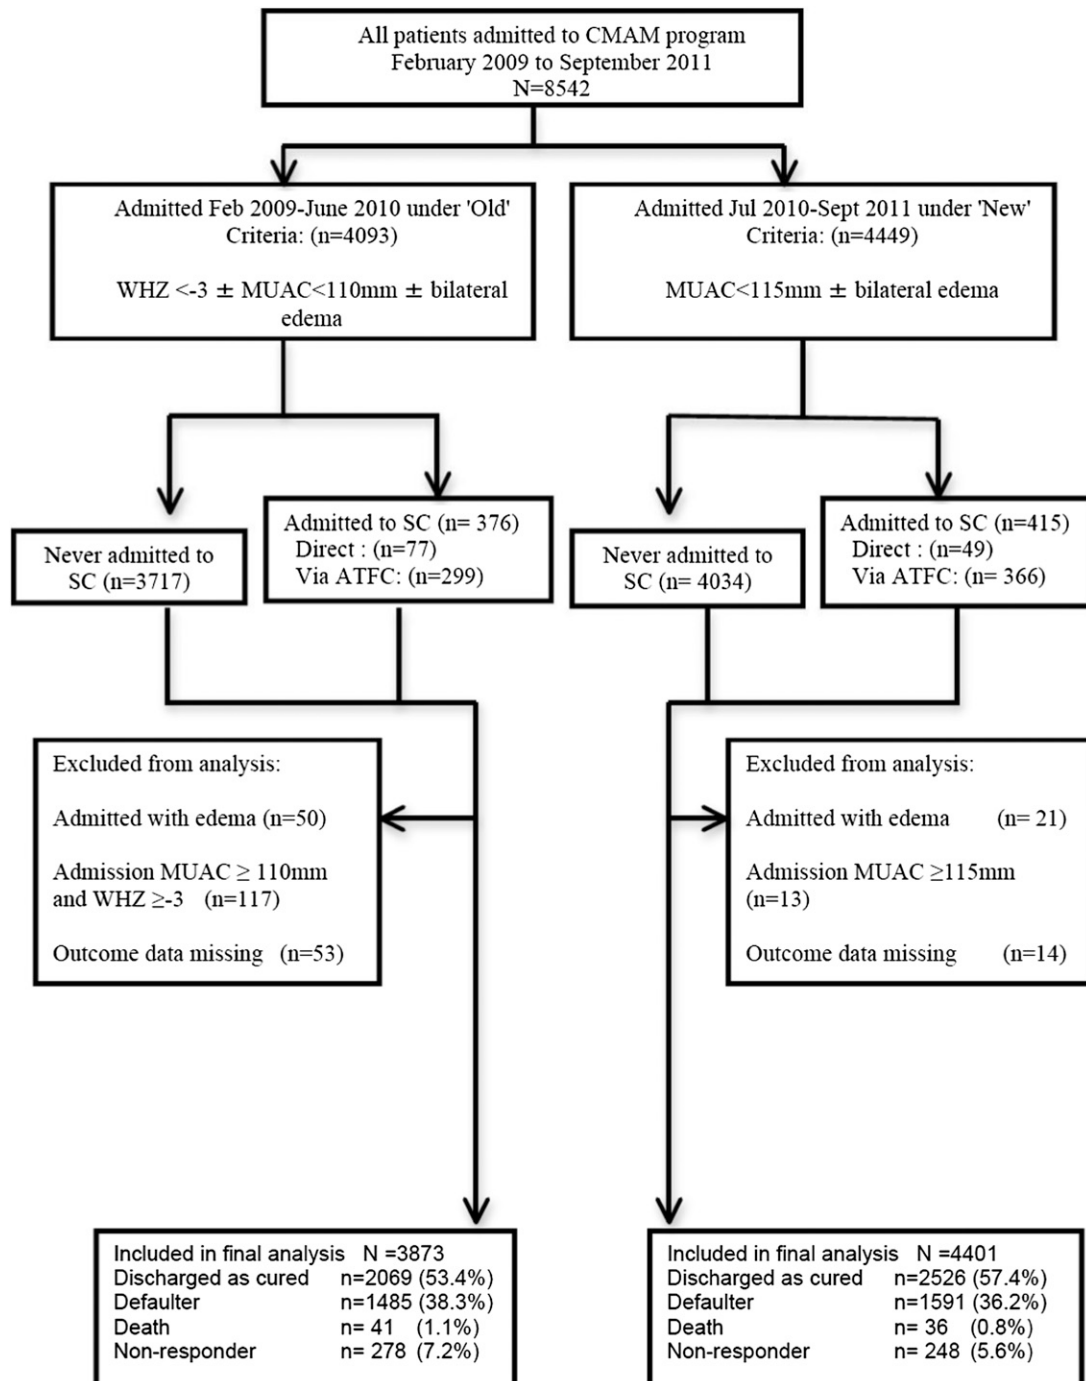 All patients admitted to CMAM program
February 2009 to September 2011
N=8542
Admitted Feb 2009-June 2010 under 'Old'
Criteria: (n=4093)
WHZ <-3 ± MUAC<110mm ± bilateral
edema
Admitted Jul 2010-Sept 2011 under 'New'
Criteria: (n=4449)
MUAC<115mm ± bilateral edema
Never admitted to
SC (n=3717)
Admitted to SC (n= 376)
Direct : (n=77)
Via ATFC: (n=299)
Never admitted to
SC (n= 4034)
Admitted to SC (n=415)
Direct : (n=49)
Via ATFC: (n= 366)
Excluded from analysis:
Admitted with edema (n=50)
Admission MUAC ≥ 110mm
and WHZ ≥-3 (n=117)
Outcome data missing (n=53)
Excluded from analysis:
Admitted with edema (n= 21)
Admission MUAC ≥115mm
(n=13)
Outcome data missing (n=14)
Included in final analysis N =3873
Discharged as cured n=2069 (53.4%)
Defaulter n=1485 (38.3%)
Death n= 41 (1.1%)
Non-responder n= 278 (7.2%)
Included in final analysis N =4401
Discharged as cured n=2526 (57.4%)
Defaulter n=1591 (36.2%)
Death n= 36 (0.8%)
Non-responder n= 248 (5.6%)